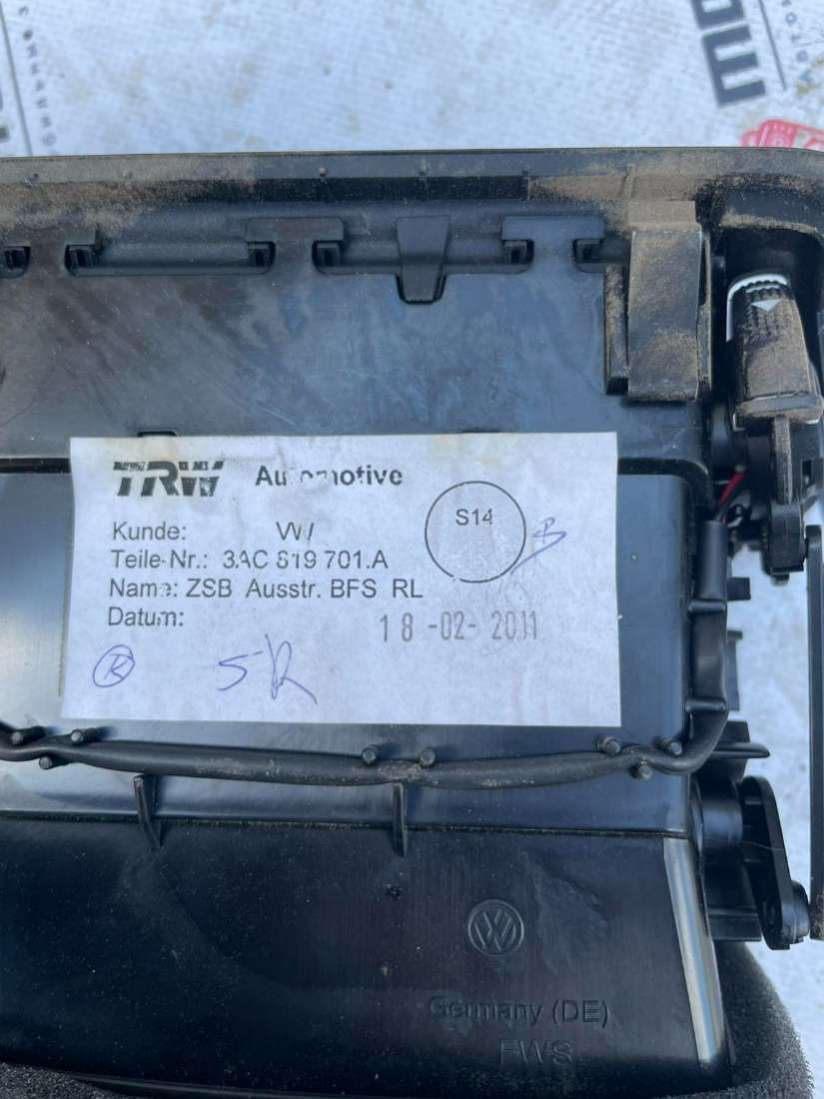 TRW Automotive
Kunde: VW
S14
Teile-Nr.: 3AC 819 701.A
Name: ZSB Ausstr. BFS RL
Datum: 18-02-2011
R
5R
VW
Germany (DE)
FWS